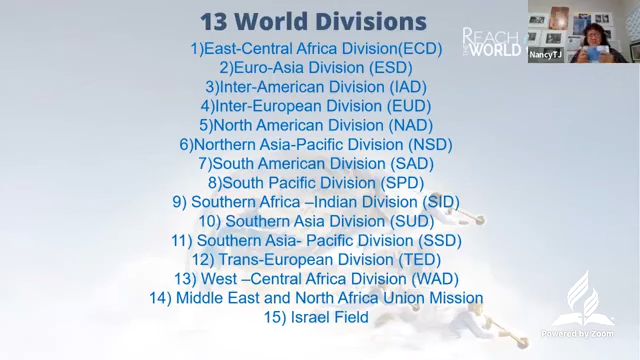 13 World Divisions
1)East-Central Africa Division(ECD)
2)Euro-Asia Division (ESD)
3)Inter-American Division (IAD)
4)Inter-European Division (EUD)
5)North American Division (NAD)
6)Northern Asia-Pacific Division (NSD)
7)South American Division (SAD)
8)South Pacific Division (SPD)
9) Southern Africa –Indian Division (SID)
10) Southern Asia Division (SUD)
11) Southern Asia- Pacific Division (SSD)
12) Trans-European Division (TED)
13) West –Central Africa Division (WAD)
14) Middle East and North Africa Union Mission
15) Israel Field
REACH
THE WORLD
NancyTJ
Powered by Zoom